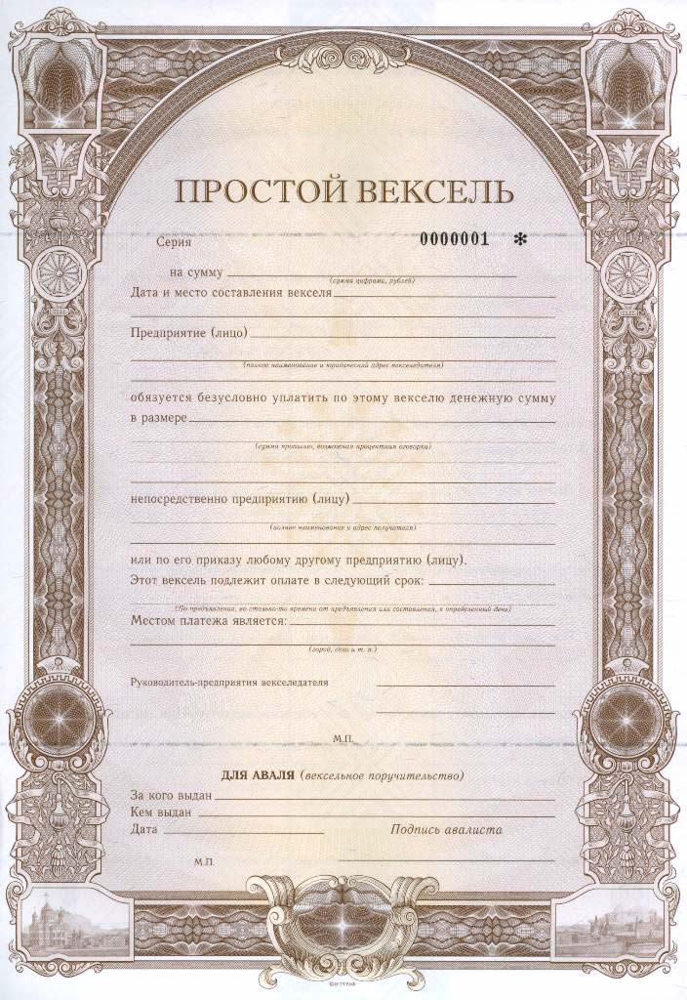 ПРОСТОЙ ВЕКСЕЛЬ
Серия 0000001 *
на сумму
(сумма цифрами, рублей)
Дата и место составления векселя
Предприятие (лицо)
(полное наименование и юридический адрес векселедателя)
обязуется безусловно уплатить по этому векселю денежную сумму
в размере
(сумма прописью, возможная процентная оговорка)
непосредственно предприятию (лицу)
(полное наименование и адрес получателя)
или по его приказу любому другому предприятию (лицу).
Этот вексель подлежит оплате в следующий срок:
(По предъявлении, во столько-то времени от предъявления или составления, в определенный день)
Местом платежа является:
(город, село и т. п.)
Руководитель-предприятия векселедателя
М.П.
ДЛЯ АВАЛЯ (вексельное поручительство)
За кого выдан
Кем выдан
Дата Подпись авалиста
М.П.